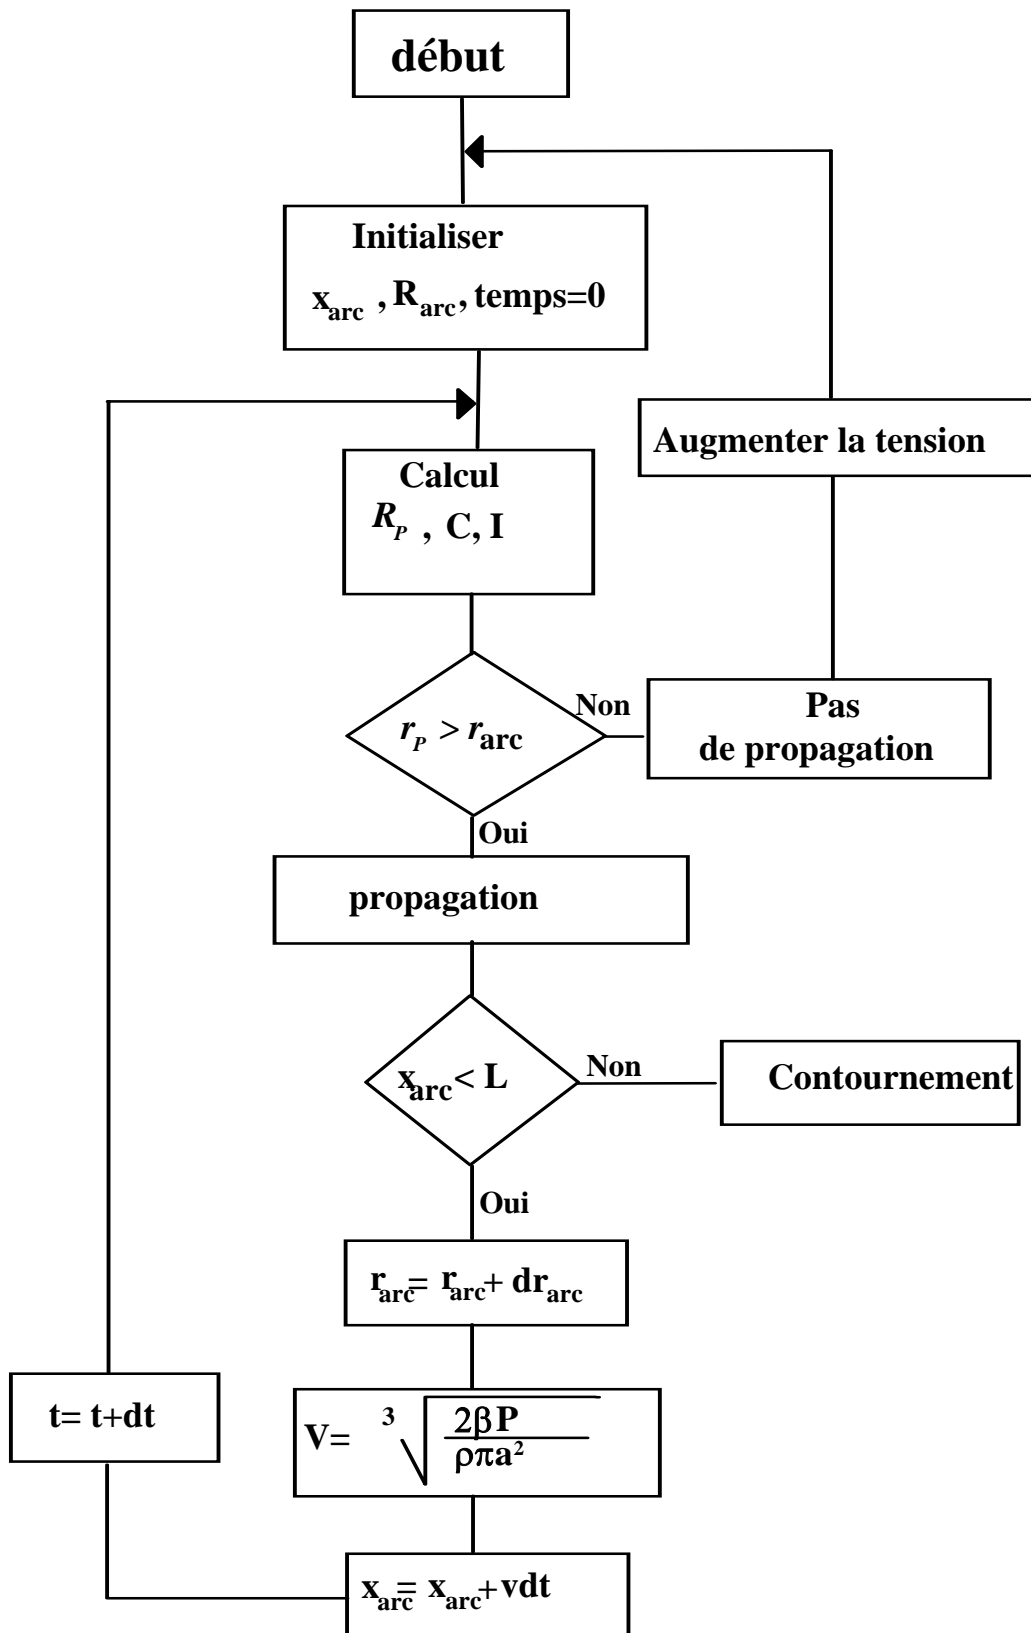 début
Initialiser
x_arc , R_arc, temps=0
Augmenter la tension
Calcul
R_P , C, I
r_P > r_arc
Non
Pas
de propagation
Oui
propagation
x_arc < L
Non
Contournement
Oui
r_arc = r_arc + dr_arc
t= t+dt
V= ³√(2βP / ρπa²)
x_arc = x_arc + vdt